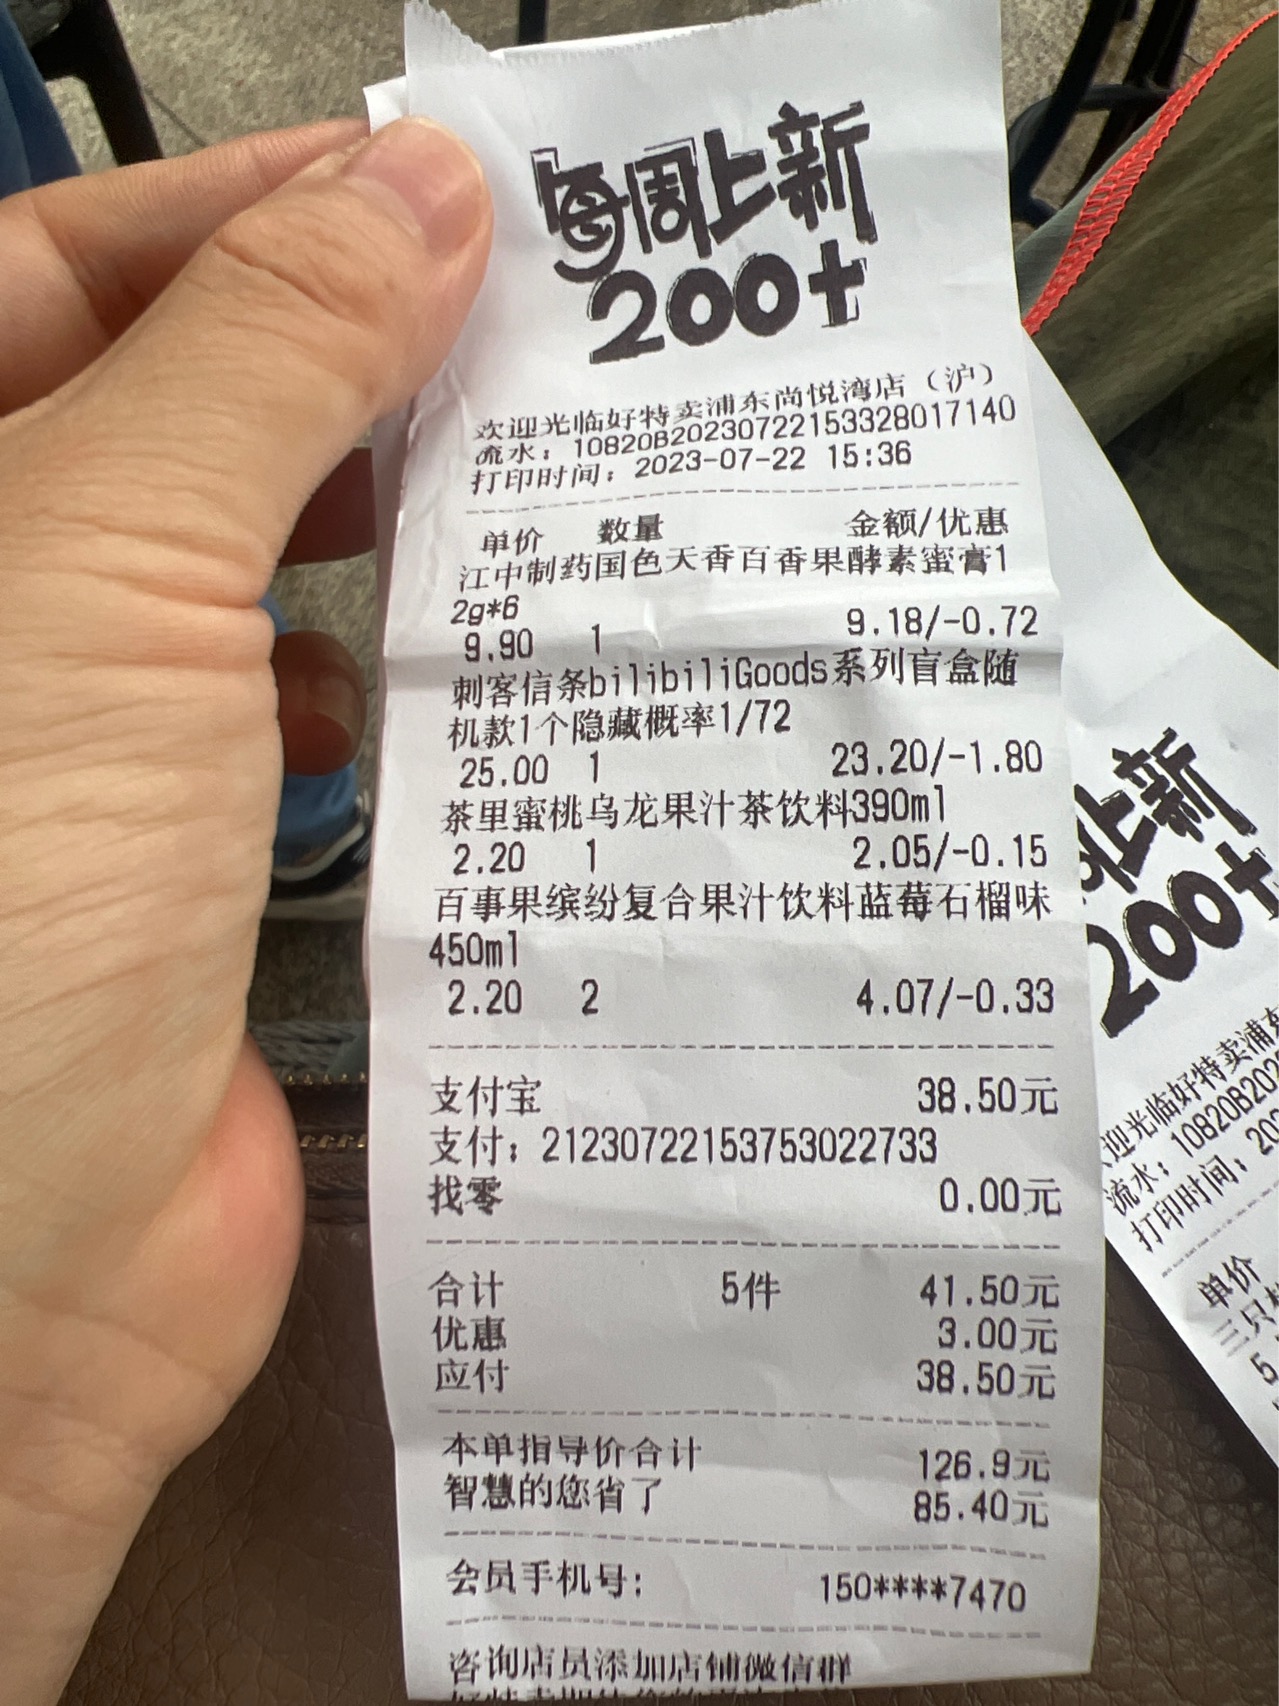 每周上新
200+
欢迎光临好特卖浦东尚悦湾店（沪）
流水：10820B20230722153328017140
打印时间：2023-07-22 15:36
单价 数量 金额/优惠
江中制药国色天香百香果酵素蜜膏1
2g*6
9.90 1 9.18/-0.72
刺客信条bilibiliGoods系列盲盒随
机款1个隐藏概率1/72
25.00 1 23.20/-1.80
茶里蜜桃乌龙果汁茶饮料390ml
2.20 1 2.05/-0.15
百事果缤纷复合果汁饮料蓝莓石榴味
450ml
2.20 2 4.07/-0.33
支付宝 38.50元
支付：21230722153753022733
找零 0.00元
合计 5件 41.50元
优惠 3.00元
应付 38.50元
本单指导价合计 126.9元
智慧的您省了 85.40元
会员手机号： 150****7470
咨询店员添加店铺微信群
上新
200+
迎光临好特卖浦东
流水：10820B202
打印时间：202
单价
三只
5